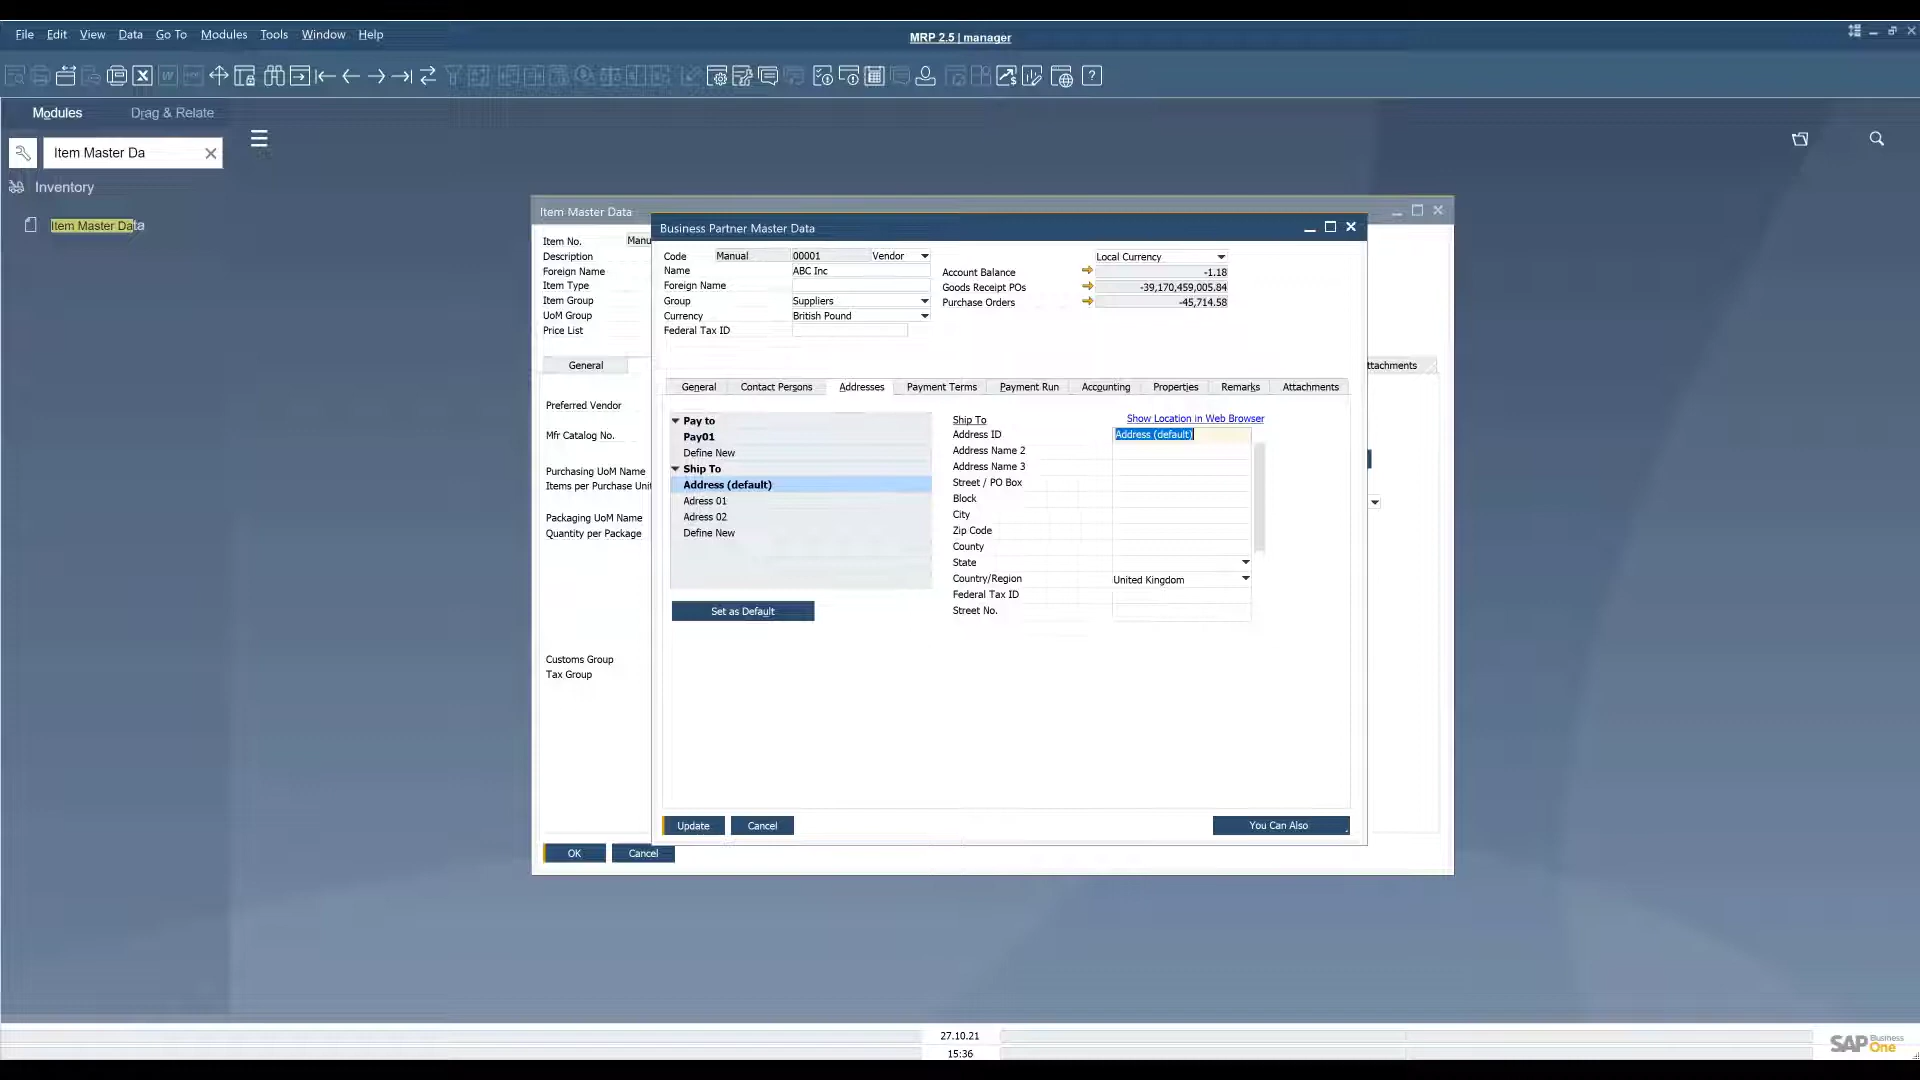 File Edit View Data Go To Modules Tools Window Help
MRP 2.5 | manager
Modules Drag & Relate
Item Master Da
Inventory
Item Master Data
Item Master Data
Item No. Manu
Description
Foreign Name
Item Type
Item Group
UoM Group
Price List
General ttachments
Preferred Vendor
Mfr Catalog No.
Purchasing UoM Name
Items per Purchase Unit
Packaging UoM Name
Quantity per Package
Customs Group
Tax Group
OK Cancel
Business Partner Master Data
Code Manual 00001 Vendor Local Currency
Name ABC Inc Account Balance -1.18
Foreign Name Goods Receipt POs -39,170,459,005.84
Group Suppliers Purchase Orders -45,714.58
Currency British Pound
Federal Tax ID
General Contact Persons Addresses Payment Terms Payment Run Accounting Properties Remarks Attachments
Pay to
Pay01
Define New
Ship To
Address (default)
Adress 01
Adress 02
Define New
Set as Default
Ship To Show Location in Web Browser
Address ID Address (default)
Address Name 2
Address Name 3
Street / PO Box
Block
City
Zip Code
County
State
Country/Region United Kingdom
Federal Tax ID
Street No.
Update Cancel You Can Also
27.10.21
15:36
SAP Business One